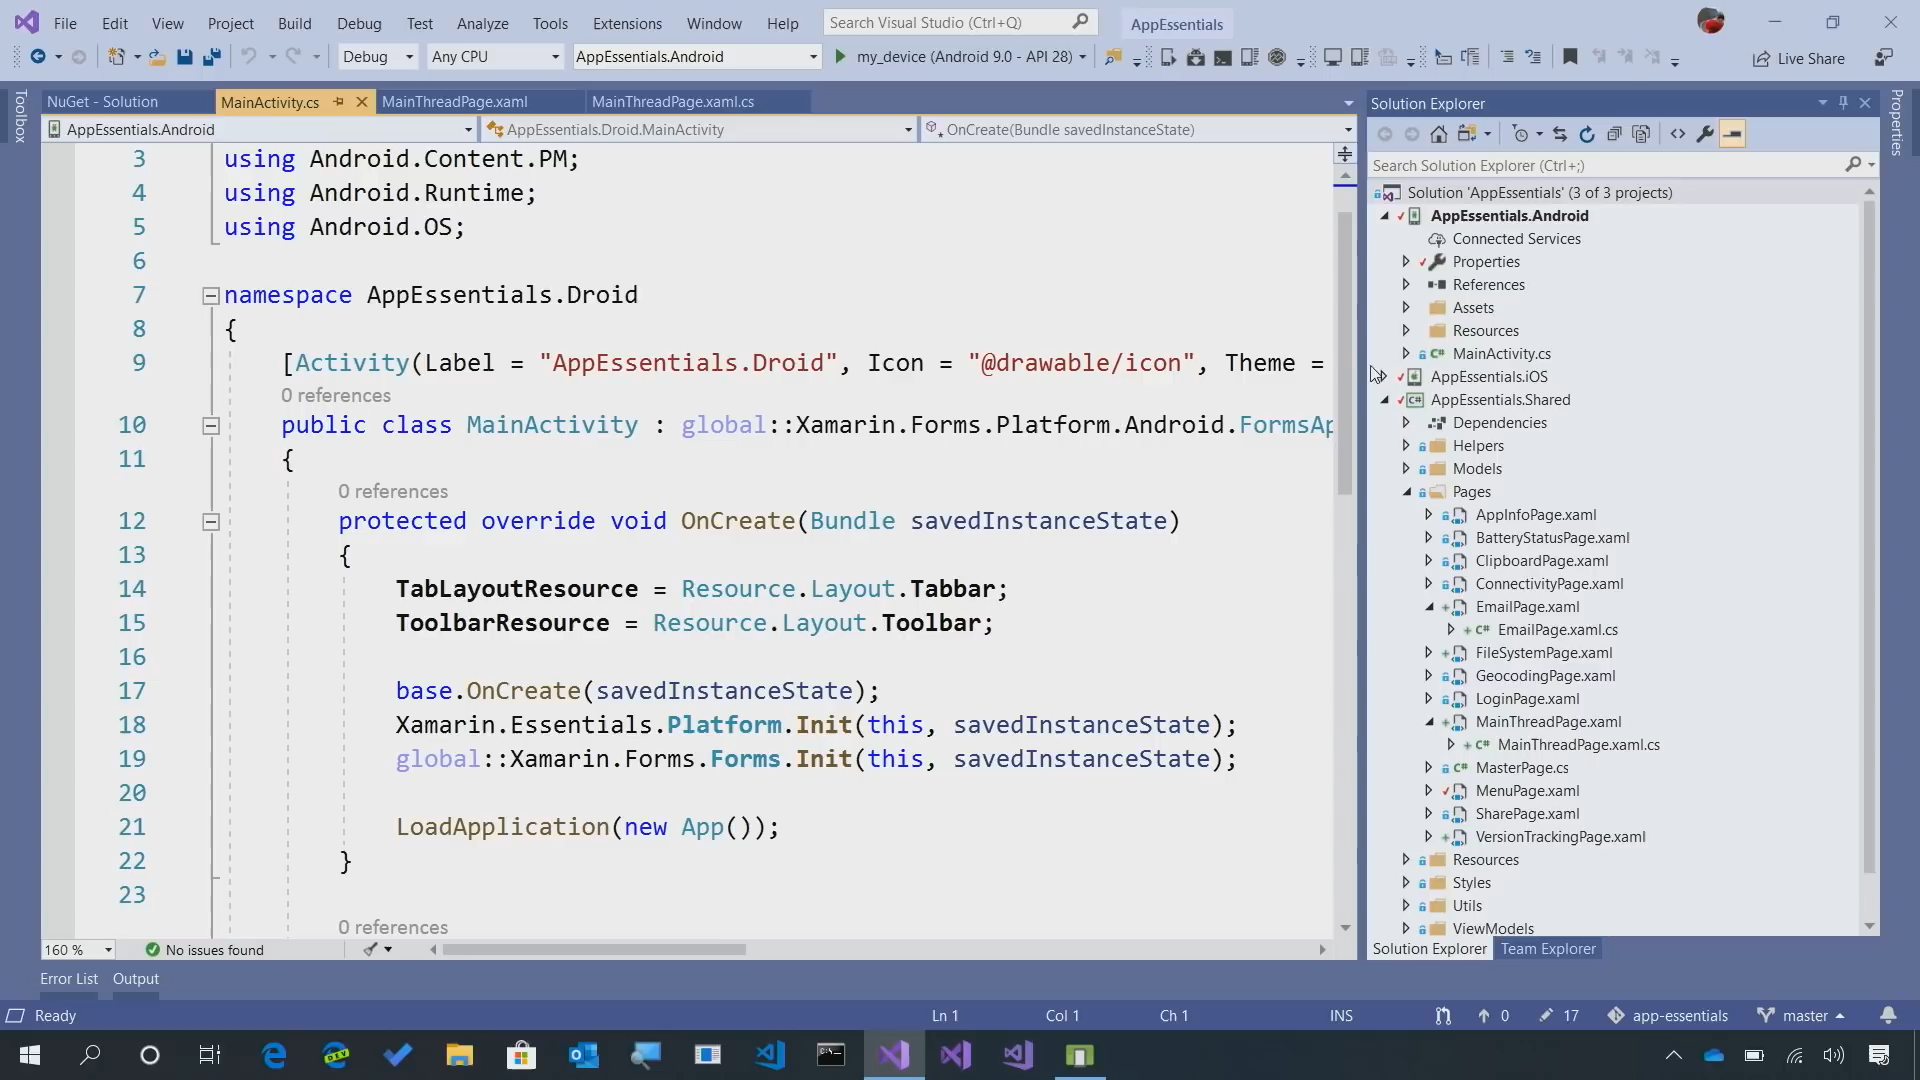 File Edit View Project Build Debug Test Analyze Tools Extensions Window Help Search Visual Studio (Ctrl+Q) AppEssentials
Debug Any CPU AppEssentials.Android my_device (Android 9.0 - API 28) Live Share
Toolbox
NuGet - Solution MainActivity.cs MainThreadPage.xaml MainThreadPage.xaml.cs
AppEssentials.Android AppEssentials.Droid.MainActivity OnCreate(Bundle savedInstanceState)
3 using Android.Content.PM;
4 using Android.Runtime;
5 using Android.OS;
6
7 namespace AppEssentials.Droid
8 {
9 [Activity(Label = "AppEssentials.Droid", Icon = "@drawable/icon", Theme =
0 references
10 public class MainActivity : global::Xamarin.Forms.Platform.Android.FormsAp
11 {
0 references
12 protected override void OnCreate(Bundle savedInstanceState)
13 {
14 TabLayoutResource = Resource.Layout.Tabbar;
15 ToolbarResource = Resource.Layout.Toolbar;
16
17 base.OnCreate(savedInstanceState);
18 Xamarin.Essentials.Platform.Init(this, savedInstanceState);
19 global::Xamarin.Forms.Forms.Init(this, savedInstanceState);
20
21 LoadApplication(new App());
22 }
23
0 references
160 % No issues found
Error List Output
Solution Explorer
Search Solution Explorer (Ctrl+;)
Solution 'AppEssentials' (3 of 3 projects)
AppEssentials.Android
Connected Services
Properties
References
Assets
Resources
MainActivity.cs
AppEssentials.iOS
AppEssentials.Shared
Dependencies
Helpers
Models
Pages
AppInfoPage.xaml
BatteryStatusPage.xaml
ClipboardPage.xaml
ConnectivityPage.xaml
EmailPage.xaml
EmailPage.xaml.cs
FileSystemPage.xaml
GeocodingPage.xaml
LoginPage.xaml
MainThreadPage.xaml
MainThreadPage.xaml.cs
MasterPage.cs
MenuPage.xaml
SharePage.xaml
VersionTrackingPage.xaml
Resources
Styles
Utils
ViewModels
Solution Explorer Team Explorer
Properties
Ready Ln 1 Col 1 Ch 1 INS 0 17 app-essentials master
DEV